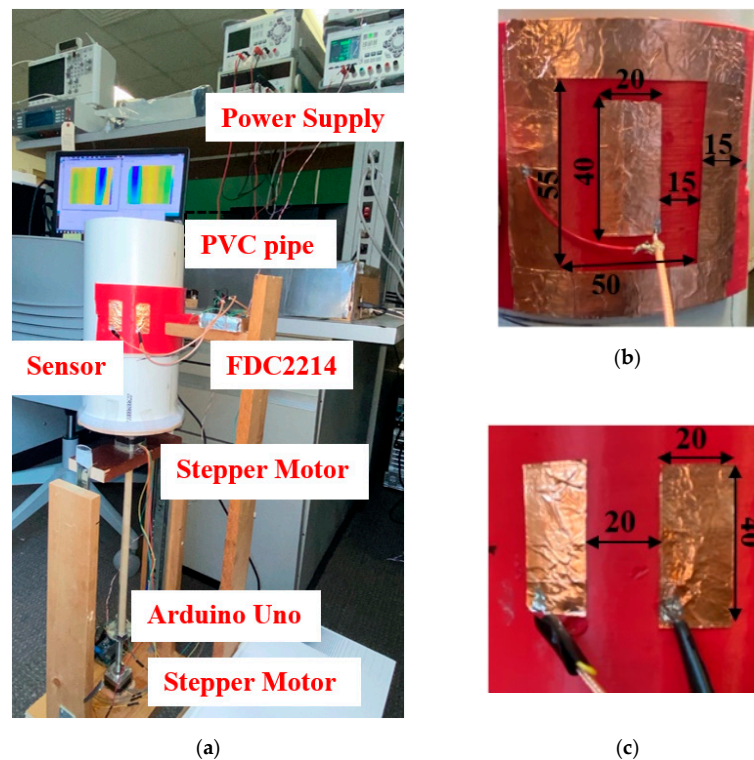 Power Supply
PVC pipe
Sensor
FDC2214
Stepper Motor
Arduino Uno
Stepper Motor
(a)
20
15
55
40
15
50
(b)
20
20
40
(c)